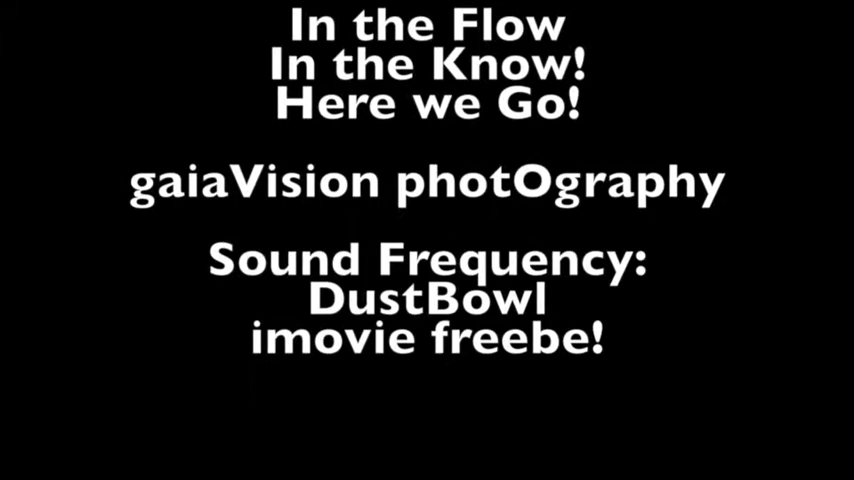 In the Flow
In the Know!
Here we Go!
gaiaVision photOgraphy
Sound Frequency:
DustBowl
imovie freebe!